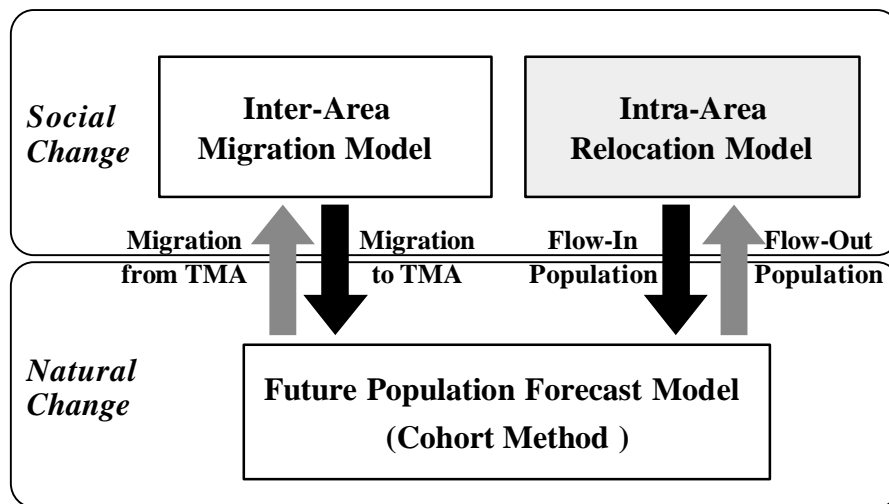 Social
Change
Inter-Area
Migration Model
Intra-Area
Relocation Model
Migration
from TMA
Migration
to TMA
Flow-In
Population
Flow-Out
Population
Natural
Change
Future Population Forecast Model
(Cohort Method )